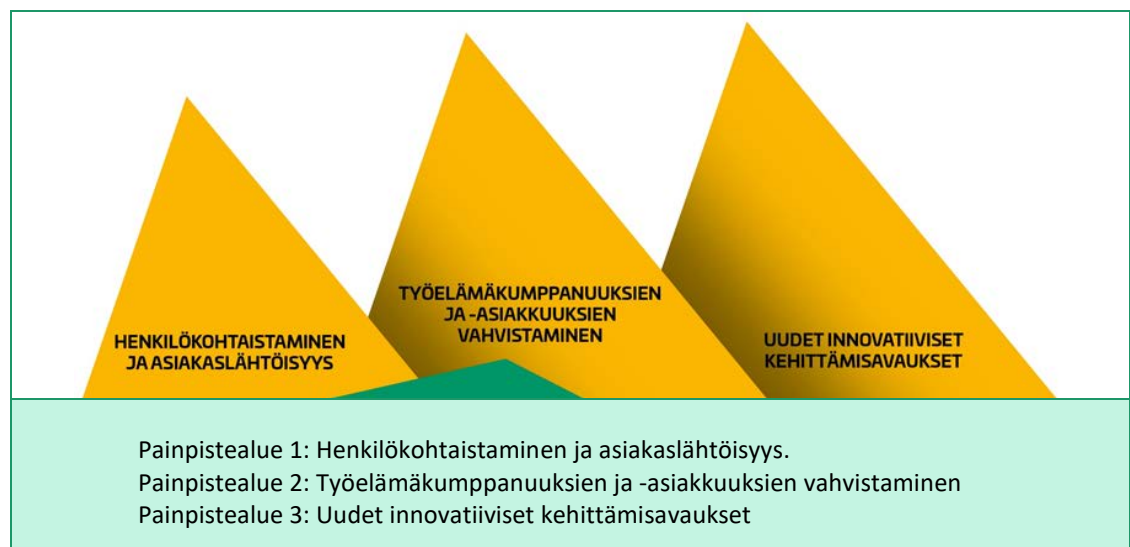 HENKILÖKOHTAISTAMINEN
JA ASIAKASLÄHTÖISYYS
TYÖELÄMÄKUMPPANUUKSIEN
JA -ASIAKKUUKSIEN
VAHVISTAMINEN
UUDET INNOVATIIVISET
KEHITTÄMISAVAUKSET
Painpistealue 1: Henkilökohtaistaminen ja asiakaslähtöisyys.
Painpistealue 2: Työelämäkumppanuuksien ja -asiakkuuksien vahvistaminen
Painpistealue 3: Uudet innovatiiviset kehittämisavaukset